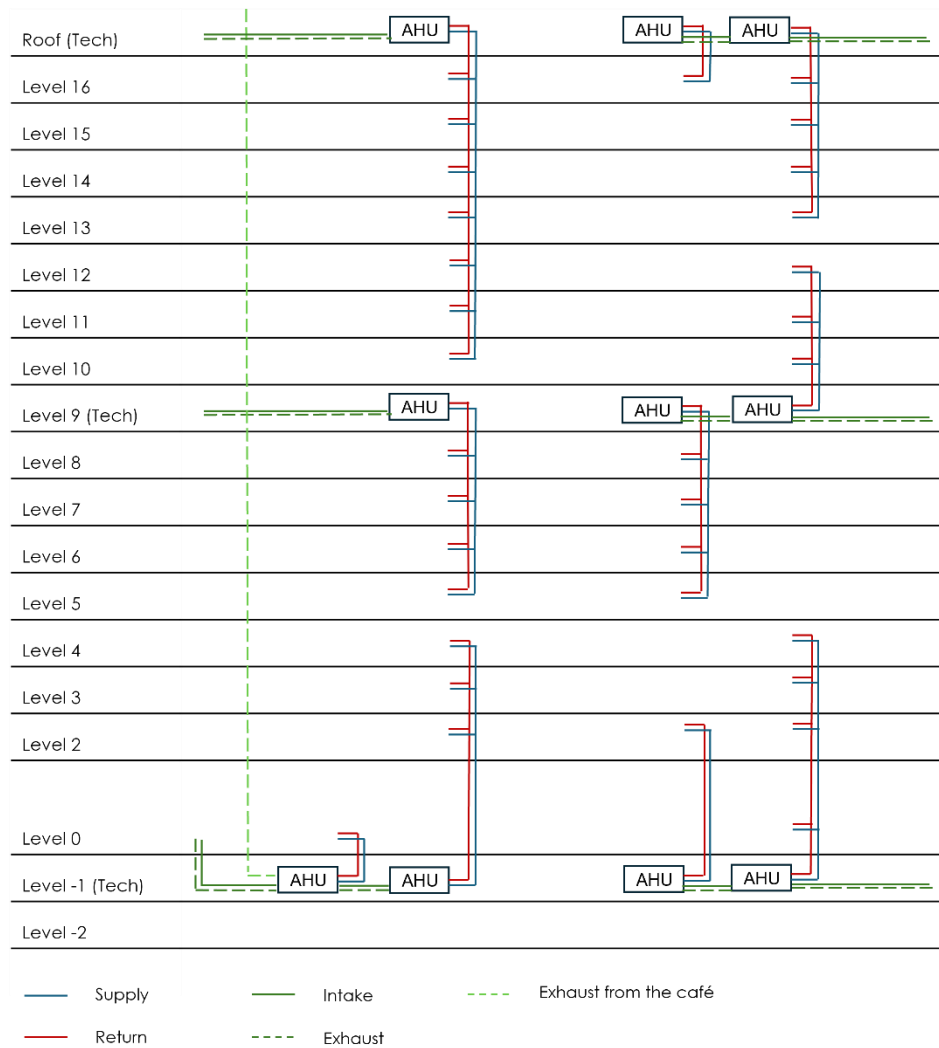 Roof (Tech)
AHU
AHU
AHU
Level 16
Level 15
Level 14
Level 13
Level 12
Level 11
Level 10
Level 9 (Tech)
AHU
AHU
AHU
Level 8
Level 7
Level 6
Level 5
Level 4
Level 3
Level 2
Level 0
Level -1 (Tech)
AHU
AHU
AHU
AHU
Level -2
Supply
Intake
Exhaust from the café
Return
Exhaust